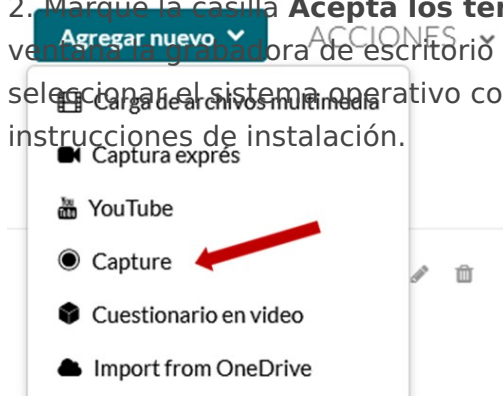 2. Marque la casilla Acepta los tér
Agregar nuevo ACCIONES
ventana la grabadora de escritorio
seleccionar el sistema operativo co
Carga de archivos multimedia
instrucciones de instalación.
Captura exprés
YouTube
Capture
Cuestionario en video
Import from OneDrive